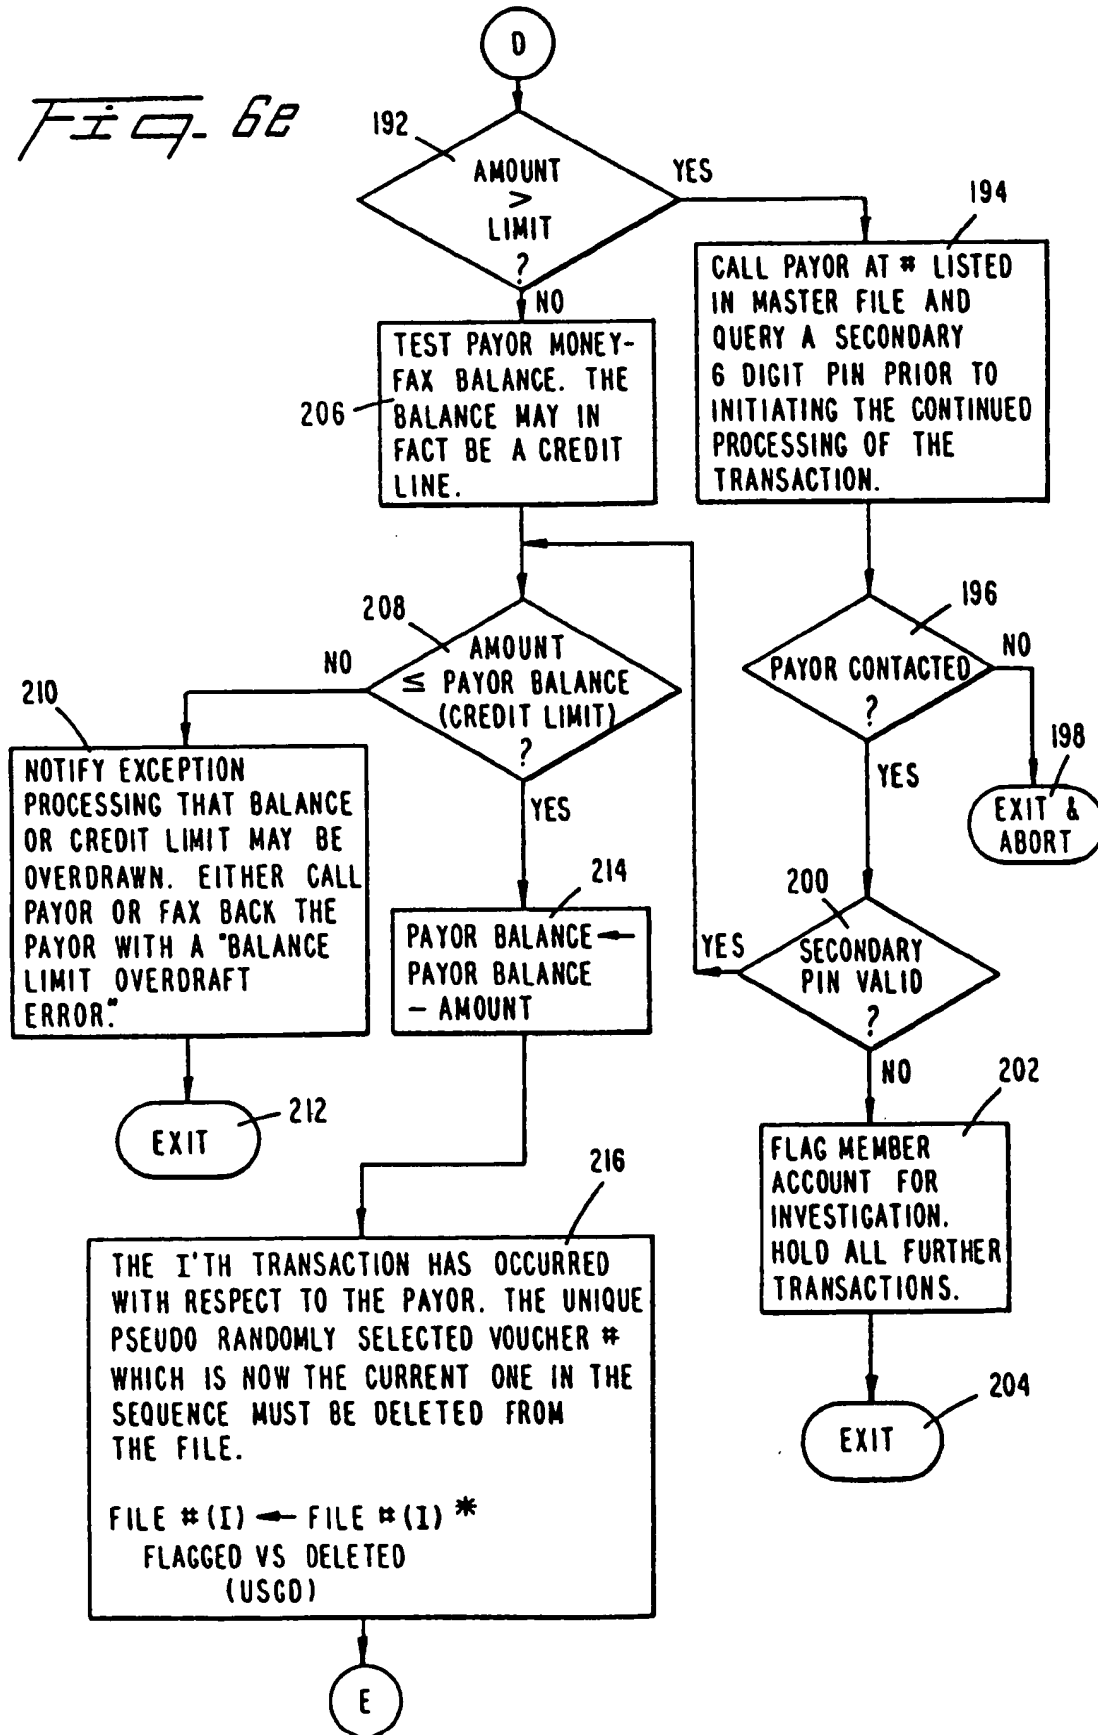 D
Fig. 6e
192
AMOUNT
>
LIMIT
?
YES
NO
194
CALL PAYOR AT # LISTED
IN MASTER FILE AND
QUERY A SECONDARY
6 DIGIT PIN PRIOR TO
INITIATING THE CONTINUED
PROCESSING OF THE
TRANSACTION.
206
TEST PAYOR MONEY-
FAX BALANCE. THE
BALANCE MAY IN
FACT BE A CREDIT
LINE.
208
AMOUNT
≤ PAYOR BALANCE
(CREDIT LIMIT)
?
NO
YES
196
PAYOR CONTACTED
?
NO
YES
198
EXIT &
ABORT
210
NOTIFY EXCEPTION
PROCESSING THAT BALANCE
OR CREDIT LIMIT MAY BE
OVERDRAWN. EITHER CALL
PAYOR OR FAX BACK THE
PAYOR WITH A "BALANCE
LIMIT OVERDRAFT
ERROR."
212
EXIT
214
PAYOR BALANCE ←
PAYOR BALANCE
- AMOUNT
200
SECONDARY
PIN VALID
?
YES
NO
202
FLAG MEMBER
ACCOUNT FOR
INVESTIGATION.
HOLD ALL FURTHER
TRANSACTIONS.
204
EXIT
216
THE I'TH TRANSACTION HAS OCCURRED
WITH RESPECT TO THE PAYOR. THE UNIQUE
PSEUDO RANDOMLY SELECTED VOUCHER #
WHICH IS NOW THE CURRENT ONE IN THE
SEQUENCE MUST BE DELETED FROM
THE FILE.
FILE #(I) ← FILE #(I) *
FLAGGED VS DELETED
(USGD)
E